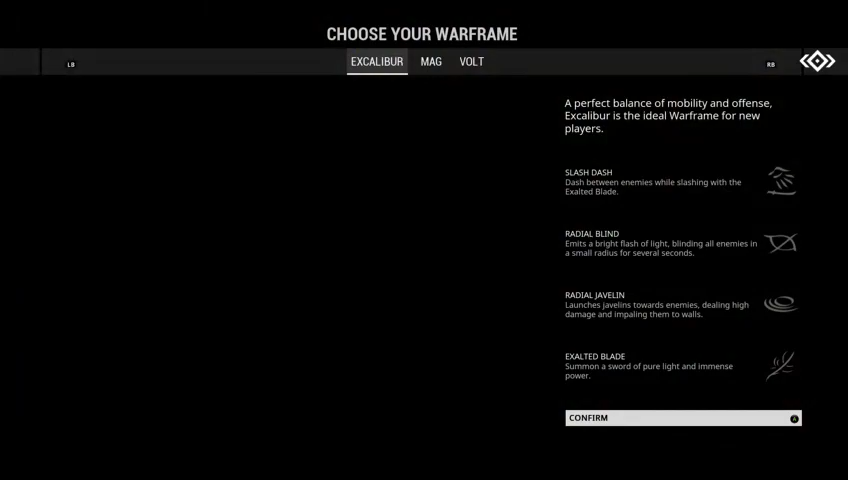 CHOOSE YOUR WARFRAME
LB
EXCALIBUR
MAG
VOLT
RB
A perfect balance of mobility and offense,
Excalibur is the ideal Warframe for new
players.
SLASH DASH
Dash between enemies while slashing with the
Exalted Blade.
RADIAL BLIND
Emits a bright flash of light, blinding all enemies in
a small radius for several seconds.
RADIAL JAVELIN
Launches javelins towards enemies, dealing high
damage and impaling them to walls.
EXALTED BLADE
Summon a sword of pure light and immense
power.
CONFIRM A